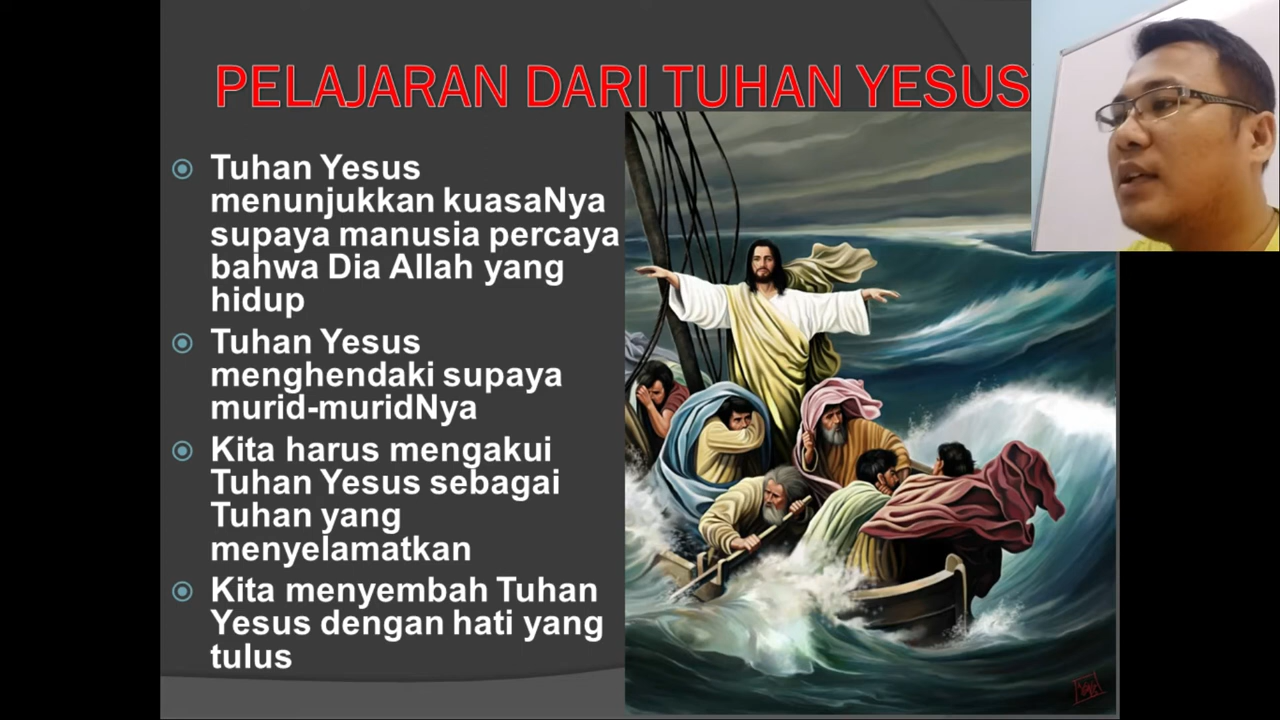 PELAJARAN DARI TUHAN YESUS
Tuhan Yesus
menunjukkan kuasaNya
supaya manusia percaya
bahwa Dia Allah yang
hidup
Tuhan Yesus
menghendaki supaya
murid-muridNya
Kita harus mengakui
Tuhan Yesus sebagai
Tuhan yang
menyelamatkan
Kita menyembah Tuhan
Yesus dengan hati yang
tulus